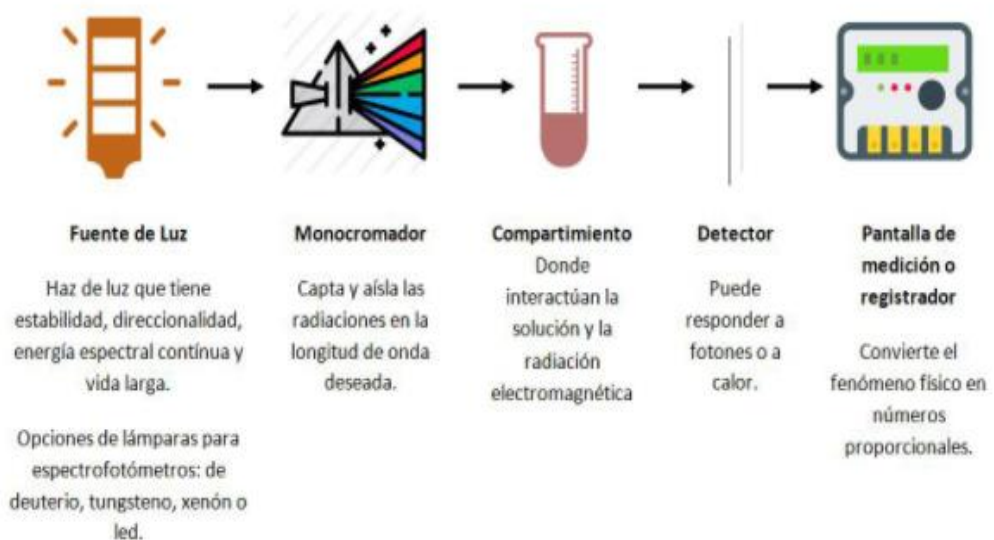 Fuente de Luz
Haz de luz que tiene
estabilidad, direccionalidad,
energía espectral contínua y
vida larga.
Opciones de lámparas para
espectrofotómetros: de
deuterio, tungsteno, xenón o
led.
Monocromador
Capta y aísla las
radiaciones en la
longitud de onda
deseada.
Compartimiento
Donde
interactúan la
solución y la
radiación
electromagnética
Detector
Puede
responder a
fotones o a
calor.
Pantalla de
medición o
registrador
Convierte el
fenómeno físico en
números
proporcionales.